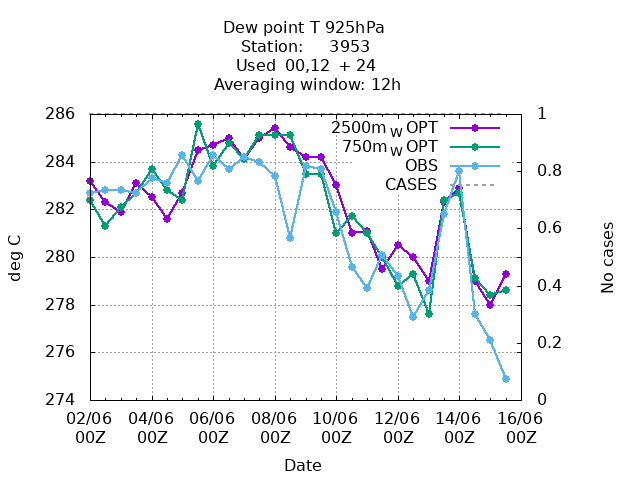 Dew point T 925hPa
Station: 3953
Used 00,12 + 24
Averaging window: 12h
2500m W OPT
750m W OPT
OBS
CASES
286
284
282
280
278
276
274
1
0.8
0.6
0.4
0.2
0
deg C
No cases
02/06 04/06 06/06 08/06 10/06 12/06 14/06 16/06
00Z 00Z 00Z 00Z 00Z 00Z 00Z 00Z
Date